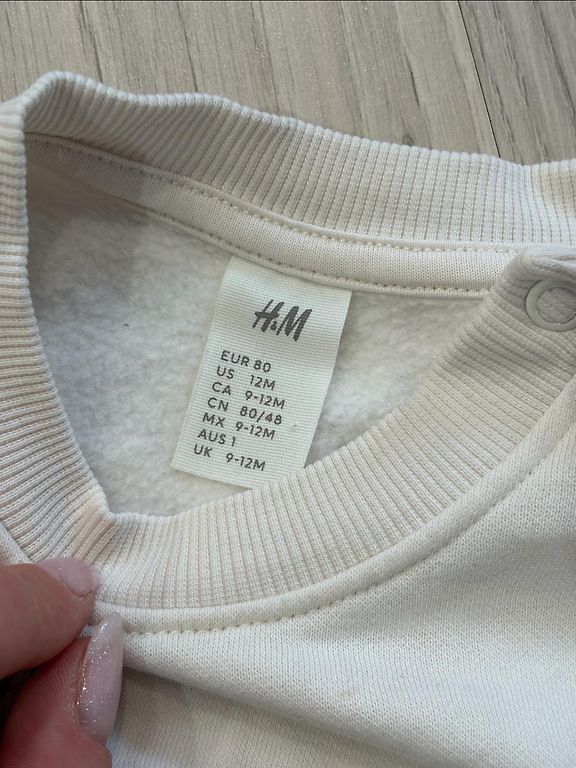 H&M
EUR 80
US 12M
CA 9-12M
CN 80/48
MX 9-12M
AUS 1
UK 9-12M